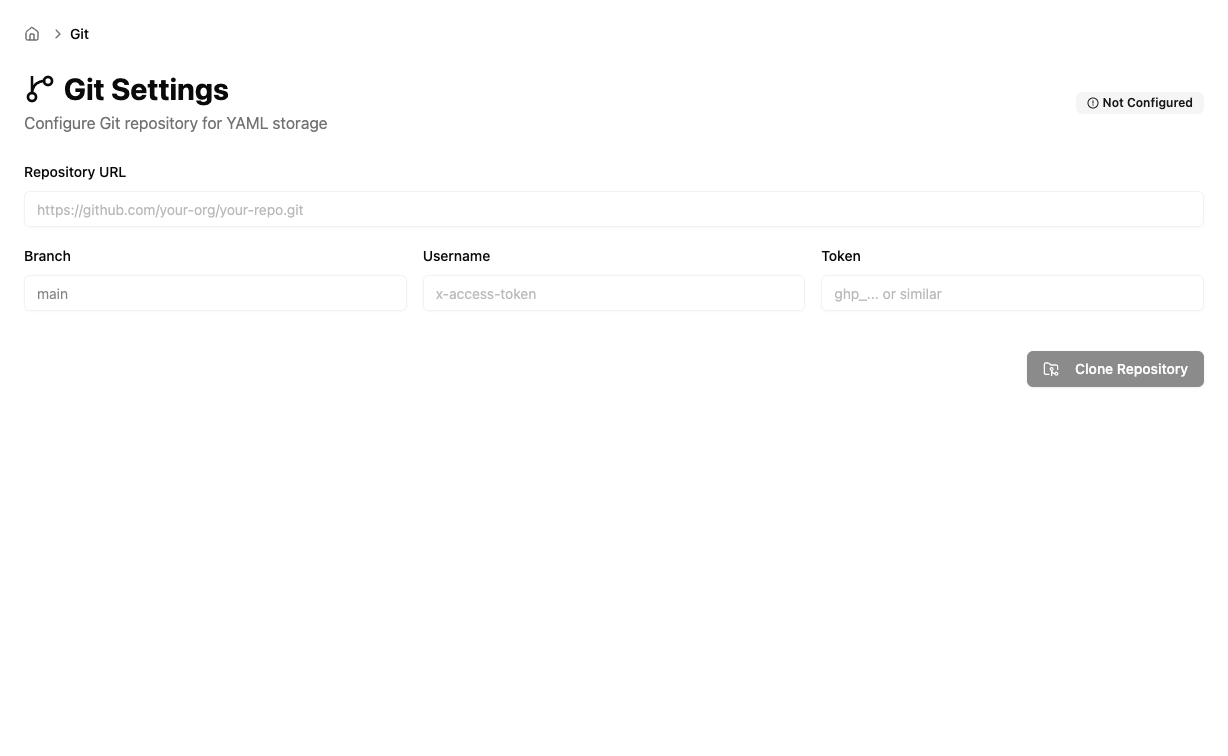 Git
Git Settings
Not Configured
Configure Git repository for YAML storage
Repository URL
https://github.com/your-org/your-repo.git
Branch
Username
Token
main
x-access-token
ghp_... or similar
Clone Repository